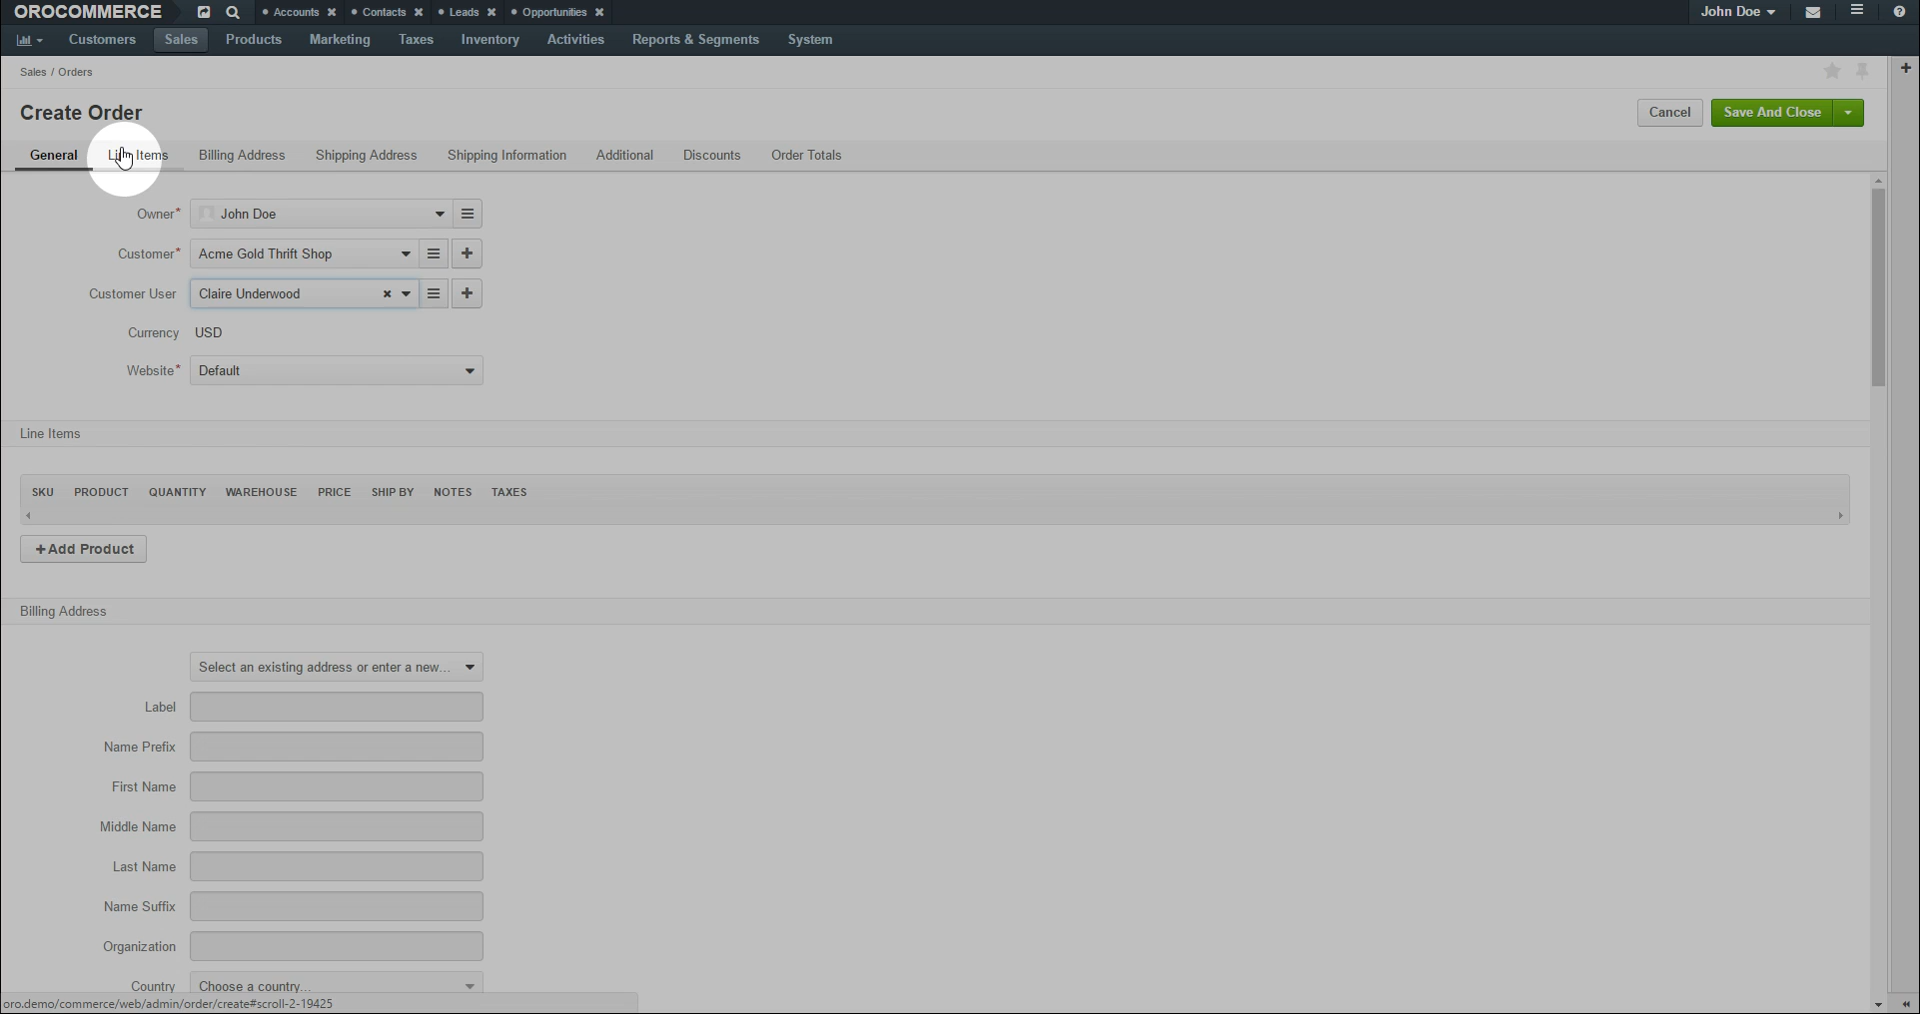 OROCOMMERCE
Accounts Contacts Leads Opportunities
John Doe
Customers Sales Products Marketing Taxes Inventory Activities Reports & Segments System
Sales / Orders
Create Order
Cancel Save And Close
General Line Items Billing Address Shipping Address Shipping Information Additional Discounts Order Totals
Owner* John Doe
Customer* Acme Gold Thrift Shop
Customer User Claire Underwood
Currency USD
Website* Default
Line Items
SKU PRODUCT QUANTITY WAREHOUSE PRICE SHIP BY NOTES TAXES
+Add Product
Billing Address
Select an existing address or enter a new...
Label
Name Prefix
First Name
Middle Name
Last Name
Name Suffix
Organization
Country Choose a country...
oro.demo/commerce/web/admin/order/create#scroll-2-19425